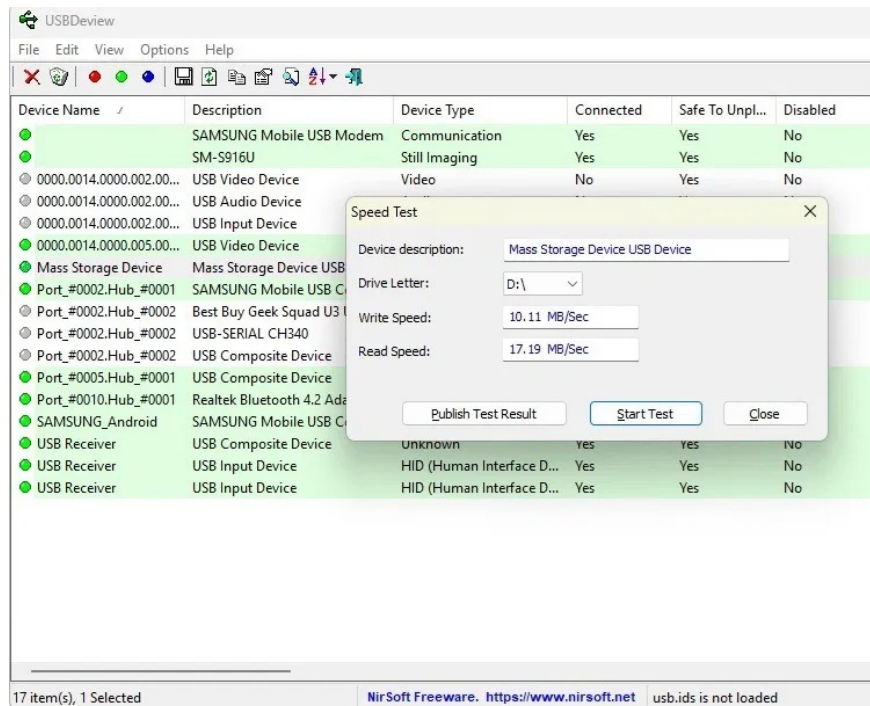 USBDeview
File Edit View Options Help
Device Name / Description Device Type Connected Safe To Unpl... Disabled
SAMSUNG Mobile USB Modem Communication Yes Yes No
SM-S916U Still Imaging Yes Yes No
0000.0014.0000.002.00... USB Video Device Video No Yes No
0000.0014.0000.002.00... USB Audio Device
0000.0014.0000.002.00... USB Input Device
0000.0014.0000.005.00... USB Video Device
Mass Storage Device Mass Storage Device USB
Port_#0002.Hub_#0001 SAMSUNG Mobile USB C
Port_#0002.Hub_#0002 Best Buy Geek Squad U3
Port_#0002.Hub_#0002 USB-SERIAL CH340
Port_#0002.Hub_#0002 USB Composite Device
Port_#0005.Hub_#0001 USB Composite Device
Port_#0010.Hub_#0001 Realtek Bluetooth 4.2 Ada
SAMSUNG_Android SAMSUNG Mobile USB C
USB Receiver USB Composite Device Unknown Yes Yes No
USB Receiver USB Input Device HID (Human Interface D... Yes Yes No
USB Receiver USB Input Device HID (Human Interface D... Yes Yes No
Speed Test
Device description: Mass Storage Device USB Device
Drive Letter: D:\
Write Speed: 10.11 MB/Sec
Read Speed: 17.19 MB/Sec
Publish Test Result Start Test Close
17 item(s), 1 Selected NirSoft Freeware. https://www.nirsoft.net usb.ids is not loaded